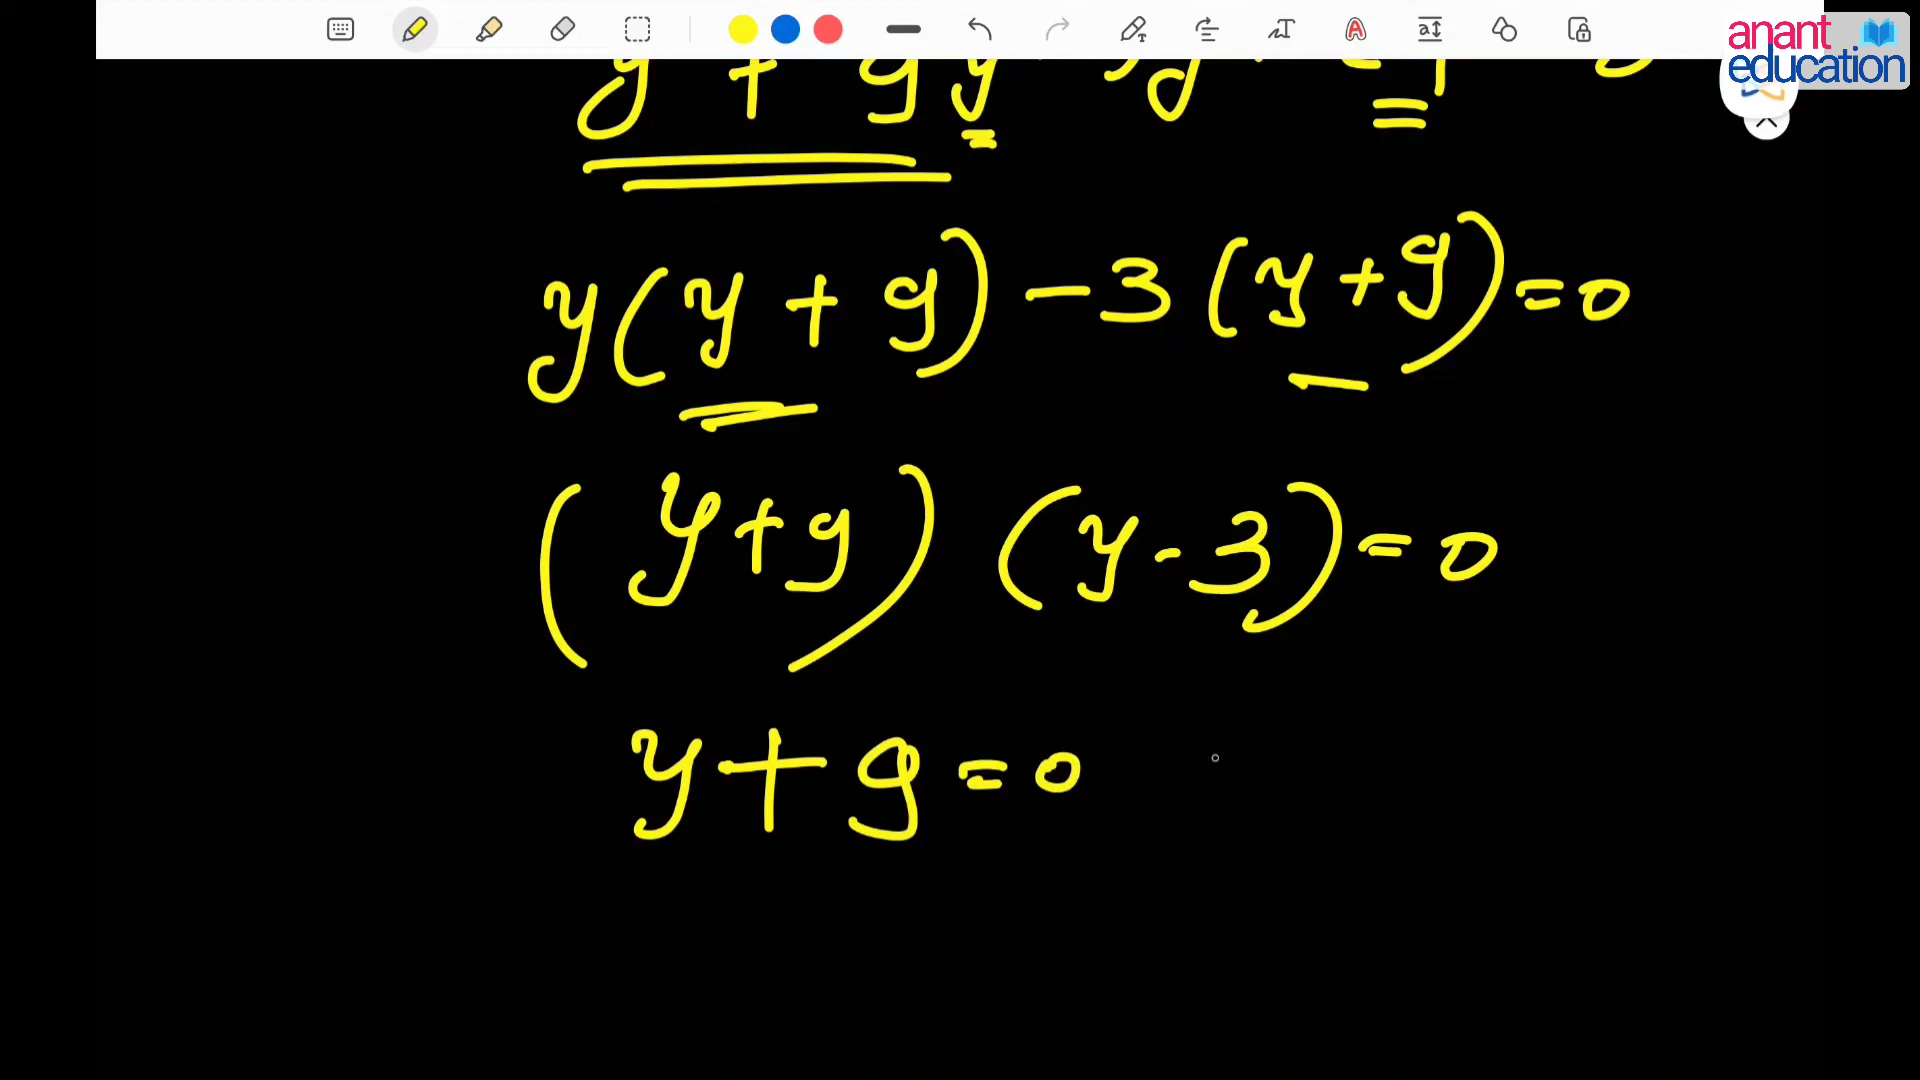 anant
education
y(y + 9) - 3 (y + 9) = 0
(y + 9) (y - 3) = 0
y + 9 = 0